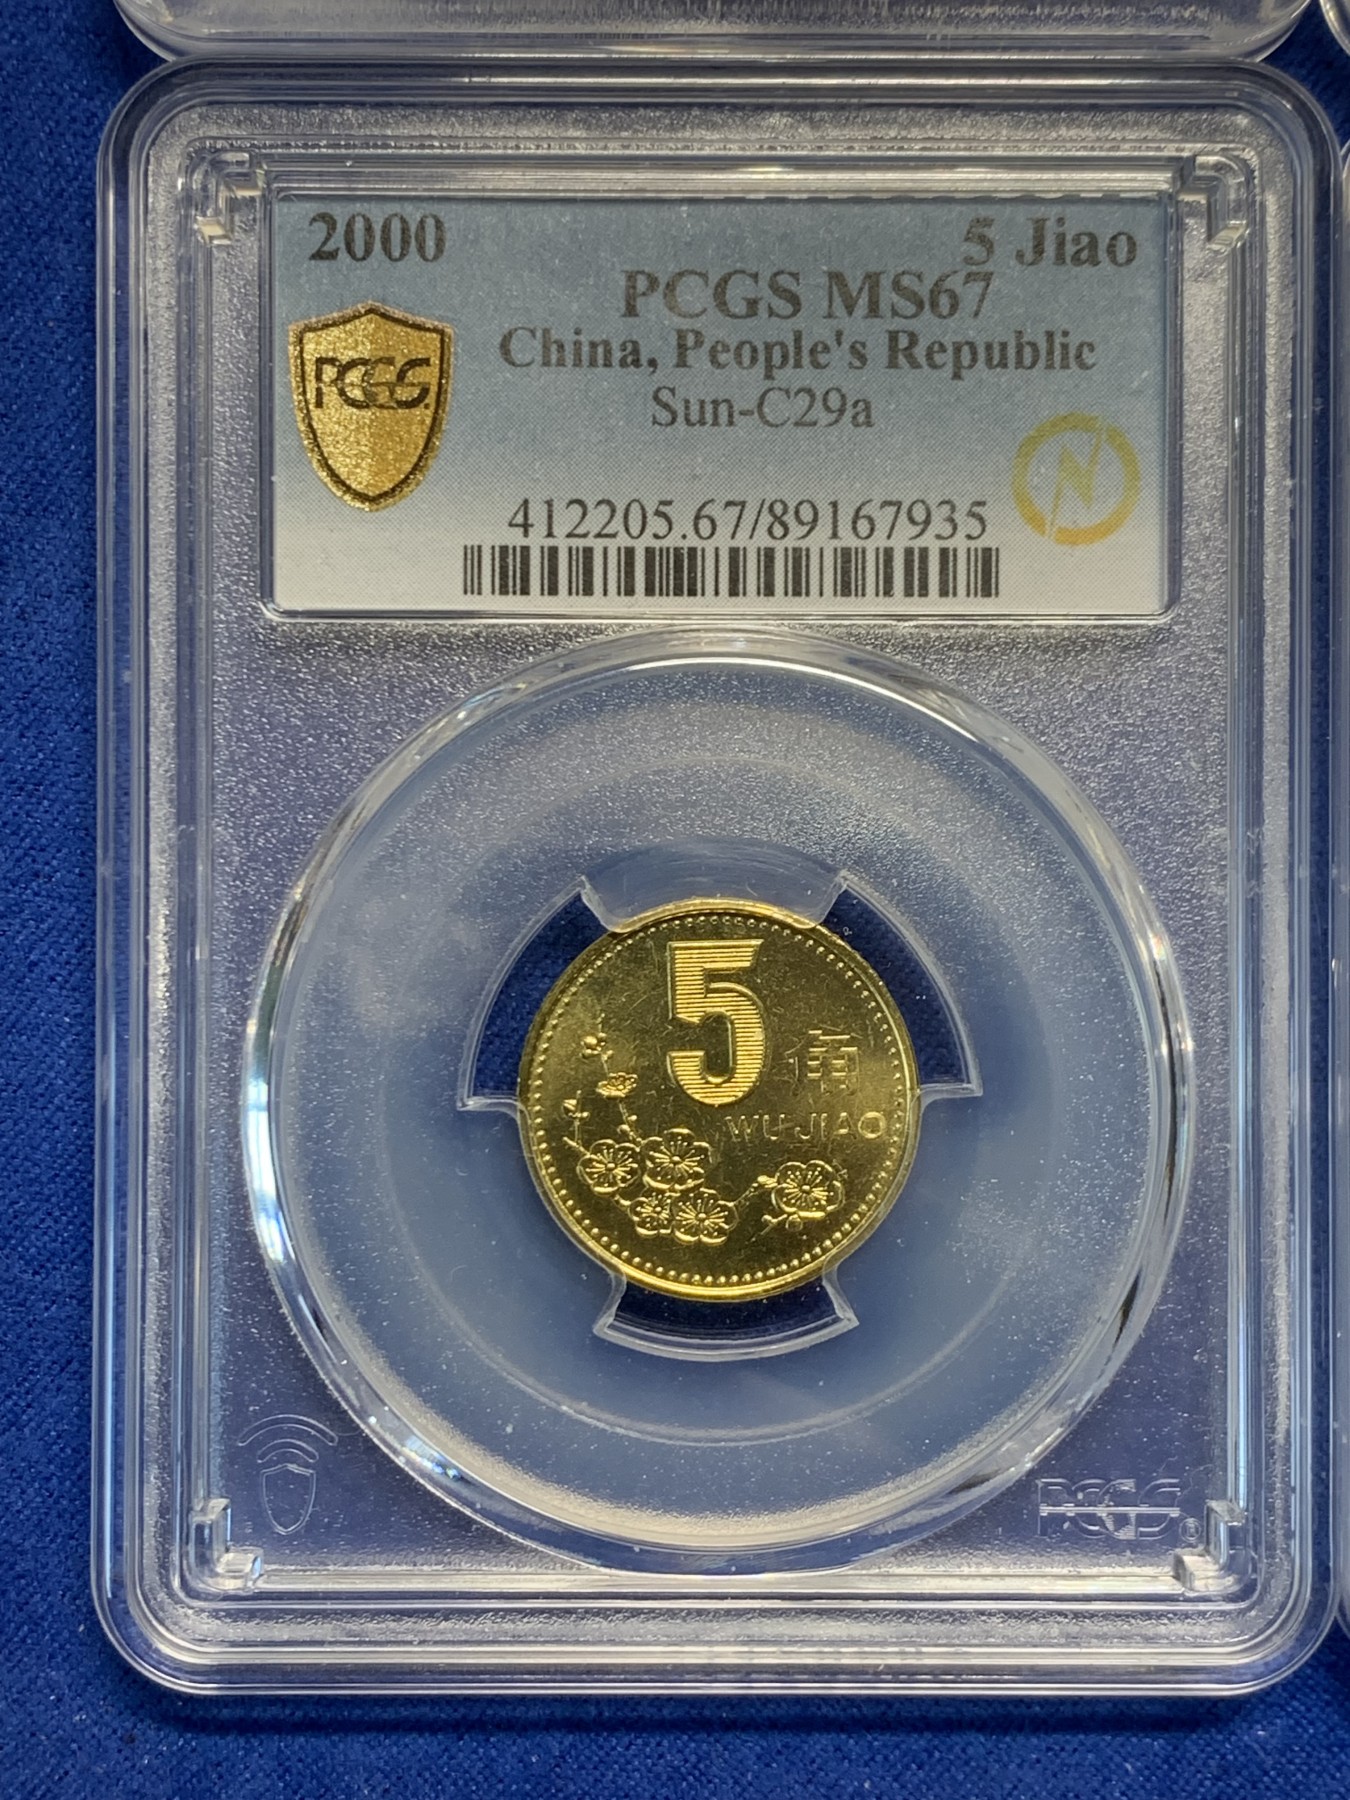 2000 5 Jiao
PCGS MS67
China, People's Republic
PCGS
Sun-C29a
N
412205.67/89167935
5
角
WU JIAO
PCGS